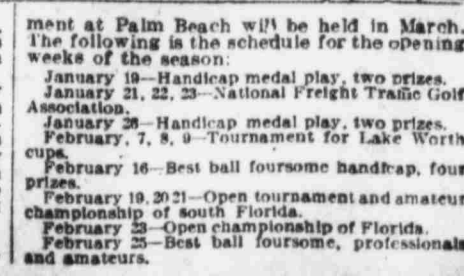 ment at Palm Beach will be held in March.
The following is the schedule for the opening
weeks of the season:
January 19—Handicap medal play, two prizes.
January 21, 22, 23—National Freight Traffic Golf
Association.
January 26—Handicap medal play, two prizes.
February, 7, 8, 9—Tournament for Lake Worth
cups.
February 16—Best ball foursome handicap, four
prizes.
February 19, 20 21—Open tournament and amateur
championship of south Florida.
February 23—Open championship of Florida.
February 25—Best ball foursome, professionals
and amateurs.